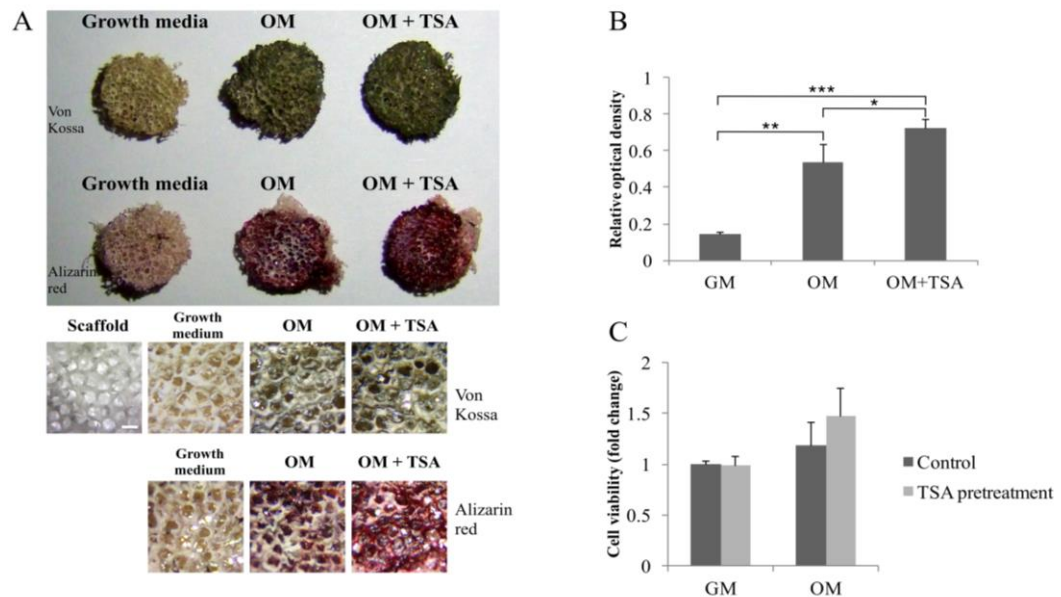 A
Growth media OM OM + TSA
Von
Kossa
Growth media OM OM + TSA
Alizarin
red
Scaffold Growth
medium OM OM + TSA
Von
Kossa
Growth
medium OM OM + TSA
Alizarin
red
B
Relative optical density
1
0.8
0.6
0.4
0.2
0
***
*
**
GM OM OM+TSA
C
Cell viability (fold change)
2
1.5
1
0.5
0
GM OM
Control
TSA pretreatment